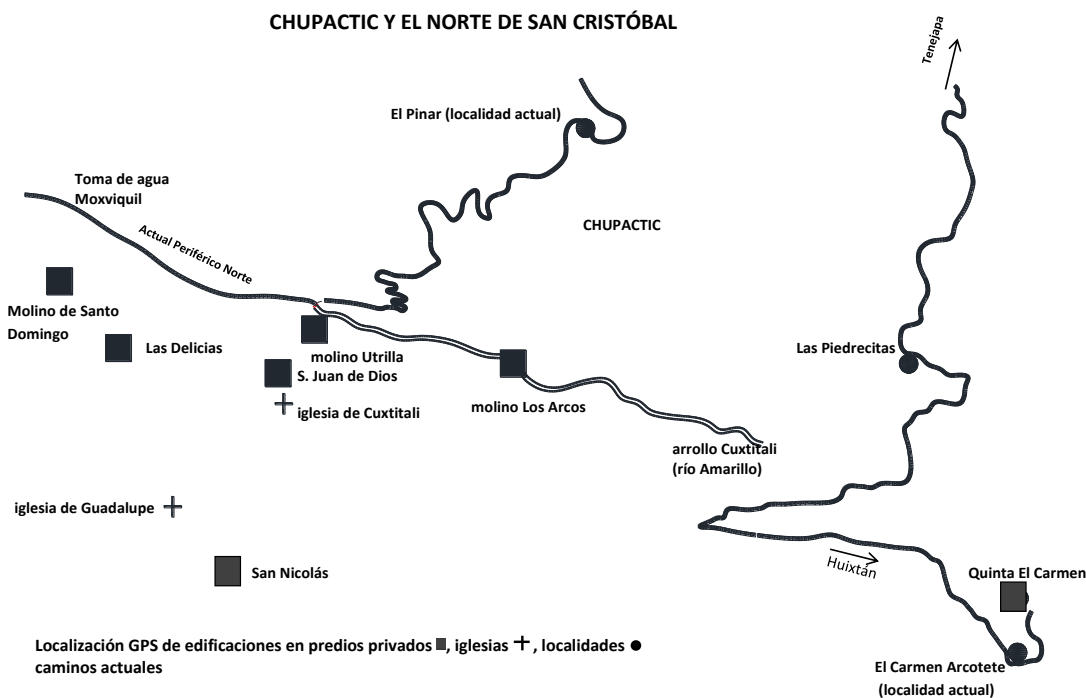 CHUPACTIC Y EL NORTE DE SAN CRISTÓBAL
Tenejapa
El Pinar (localidad actual)
Toma de agua
Moxviquil
Actual Periférico Norte
CHUPACTIC
Molino de Santo
Domingo
Las Delicias
molino Utrilla
S. Juan de Dios
iglesia de Cuxtitali
molino Los Arcos
Las Piedrecitas
arrollo Cuxtitali
(río Amarillo)
iglesia de Guadalupe
San Nicolás
Huixtán
Quinta El Carmen
Localización GPS de edificaciones en predios privados , iglesias , localidades
caminos actuales
El Carmen Arcotete
(localidad actual)